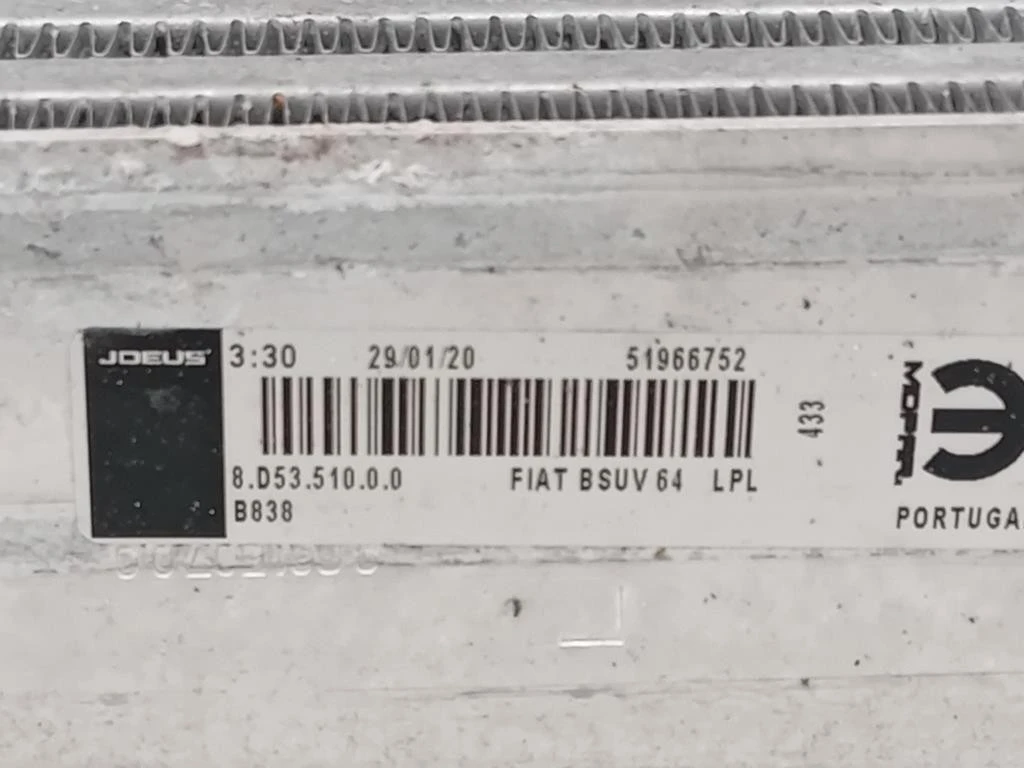 JDEUS 3:30 29/01/20 51966752
433
MOPAR
8.D53.510.0.0 FIAT BSUV 64 LPL
B838
PORTUGA